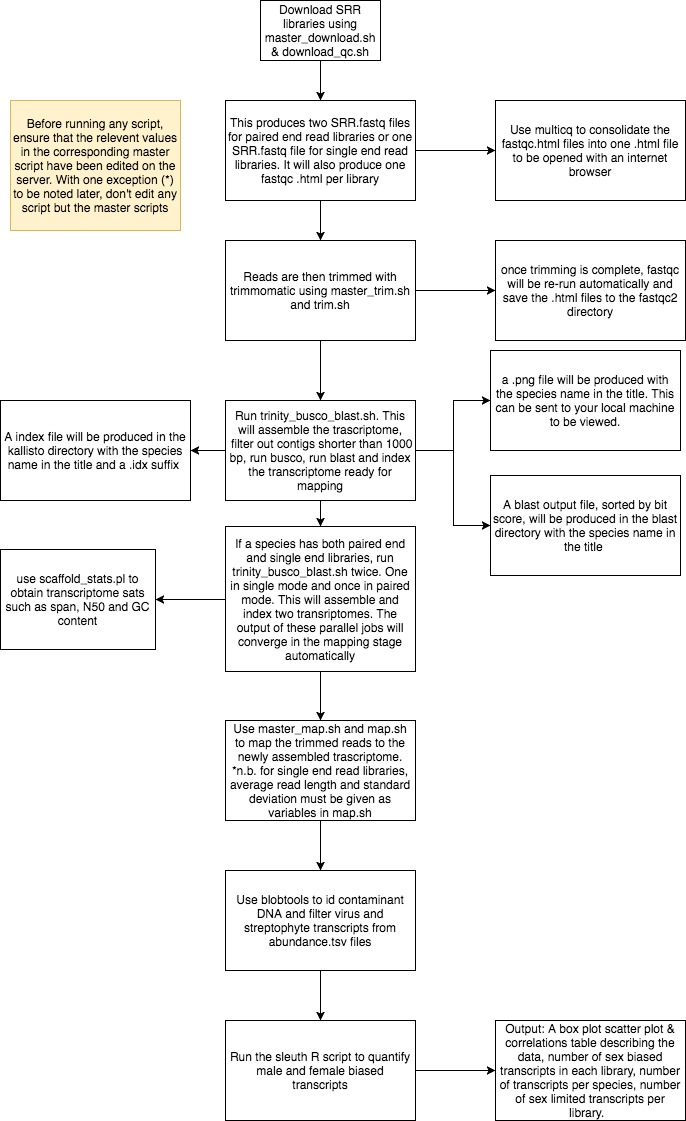 Download SRR
libraries using
master_download.sh
& download_qc.sh
Before running any script,
ensure that the relevent values
in the corresponding master
script have been edited on the
server. With one exception (*)
to be noted later, don't edit any
script but the master scripts
This produces two SRR.fastq files
for paired end read libraries or one
SRR.fastq file for single end read
libraries. It will also produce one
fastqc .html per library
Use multicq to consolidate the
fastqc.html files into one .html file
to be opened with an internet
browser
Reads are then trimmed with
trimmomatic using master_trim.sh
and trim.sh
once trimming is complete, fastqc
will be re-run automatically and
save the .html files to the fastqc2
directory
A index file will be produced in the
kallisto directory with the species
name in the title and a .idx suffix
Run trinity_busco_blast.sh. This
will assemble the trascriptome,
filter out contigs shorter than 1000
bp, run busco, run blast and index
the transcriptome ready for
mapping
a .png file will be produced with
the species name in the title. This
can be sent to your local machine
to be viewed.
A blast output file, sorted by bit
score, will be produced in the blast
directory with the species name in
the title
use scaffold_stats.pl to
obtain transcriptome sats
such as span, N50 and GC
content
If a species has both paired end
and single end libraries, run
trinity_busco_blast.sh twice. One
in single mode and once in paired
mode. This will assemble and
index two transriptomes. The
output of these parallel jobs will
converge in the mapping stage
automatically
Use master_map.sh and map.sh
to map the trimmed reads to the
newly assembled trascriptome.
*n.b. for single end read libraries,
average read length and standard
deviation must be given as
variables in map.sh
Use blobtools to id contaminant
DNA and filter virus and
streptophyte transcripts from
abundance.tsv files
Run the sleuth R script to quantify
male and female biased
transcripts
Output: A box plot scatter plot &
correlations table describing the
data, number of sex biased
transcripts in each library, number
of transcripts per species, number
of sex limited transcripts per
library.